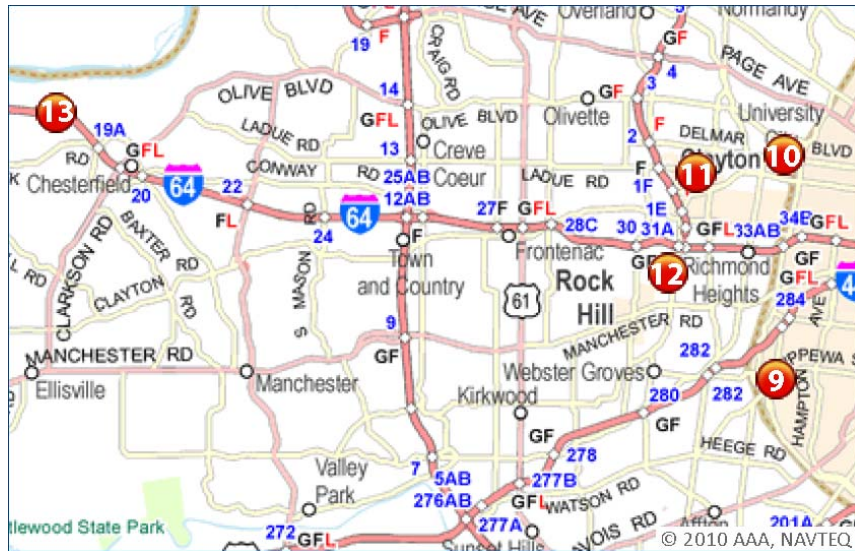 Overland
Normandy
PAGE AVE
GFL
F
19
GF
5
4
CRAIG RD
PAGE AVE
14
OLIVE BLVD
GFL
GF
3
Olivette
University
City
13
19A
LADUE RD
OLIVE BLVD
F
2
DELMAR
BLVD
10
RD
GFL
13
Creve
Coeur
Clayton
11
Chesterfield
CONWAY RD
25AB
LADUE RD
F
1F
20
64
22
12AB
27F
GFL
1E
FL
RD
64
28C
30
31A
GFL
33AB
34B
GFL
24
F
Frontenac
GF
12
Richmond
Heights
GF
GFL
CLARKSON RD
BAXTER RD
CLAYTON RD
S MASON
Town
and Country
61
Rock
Hill
284
AVE
9
GF
MANCHESTER RD
MANCHESTER RD
282
Ellisville
Manchester
Webster Groves
282
9
HAMPTON
Kirkwood
280
GF
GF
HEEGE RD
Valley
Park
7
5AB
278
276AB
277B
GFL
WATSON RD
tlewood State Park
272
GFL
277A
Sunset Hills
Affton
201A
© 2010 AAA, NAVTEQ